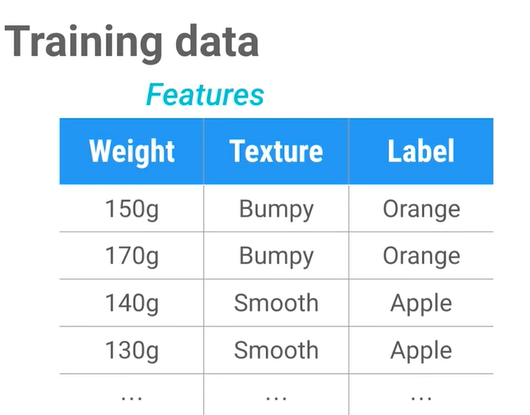 Training data
Features
Weight Texture Label
150g Bumpy Orange
170g Bumpy Orange
140g Smooth Apple
130g Smooth Apple
... ... ...